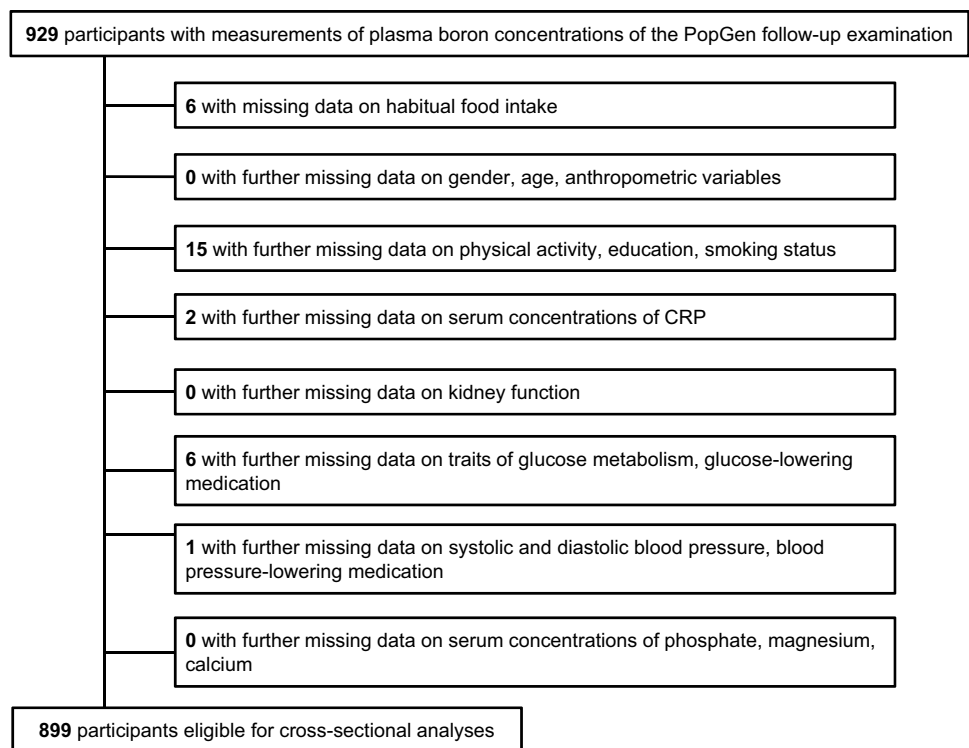 929 participants with measurements of plasma boron concentrations of the PopGen follow-up examination
6 with missing data on habitual food intake
0 with further missing data on gender, age, anthropometric variables
15 with further missing data on physical activity, education, smoking status
2 with further missing data on serum concentrations of CRP
0 with further missing data on kidney function
6 with further missing data on traits of glucose metabolism, glucose-lowering
medication
1 with further missing data on systolic and diastolic blood pressure, blood
pressure-lowering medication
0 with further missing data on serum concentrations of phosphate, magnesium,
calcium
899 participants eligible for cross-sectional analyses